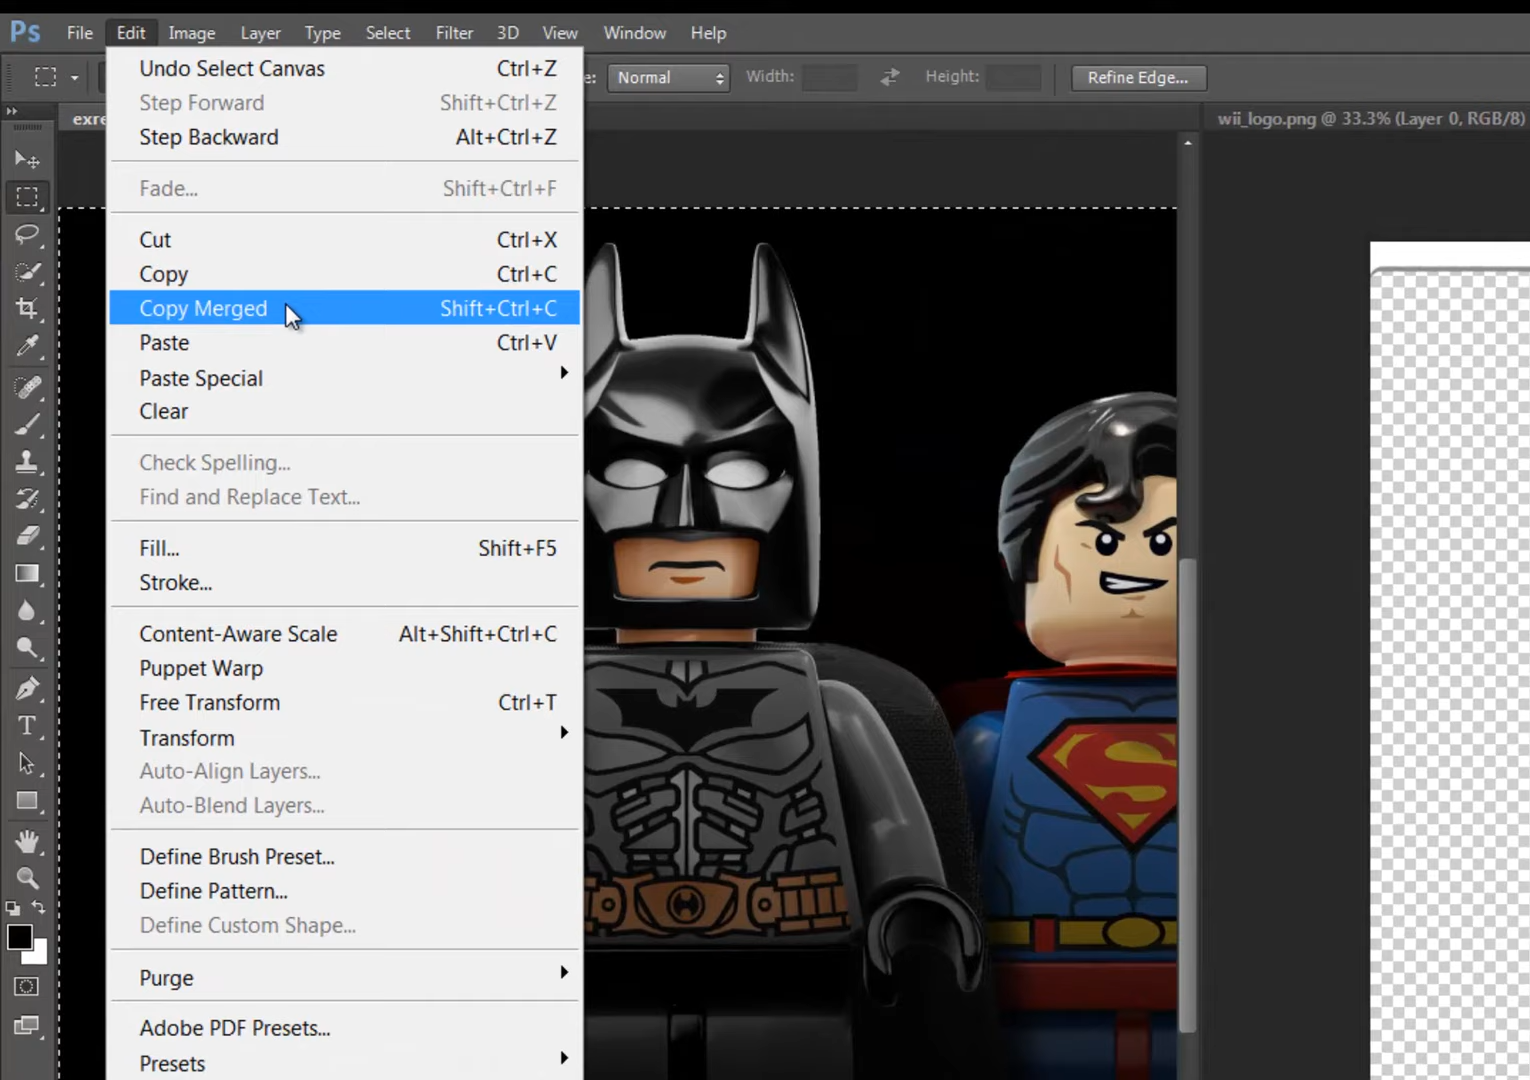 Ps File Edit Image Layer Type Select Filter 3D View Window Help
Normal Width: Height: Refine Edge...
exre
wii_logo.png @ 33.3% (Layer 0, RGB/8)
Undo Select Canvas Ctrl+Z
Step Forward Shift+Ctrl+Z
Step Backward Alt+Ctrl+Z
Fade... Shift+Ctrl+F
Cut Ctrl+X
Copy Ctrl+C
Copy Merged Shift+Ctrl+C
Paste Ctrl+V
Paste Special
Clear
Check Spelling...
Find and Replace Text...
Fill... Shift+F5
Stroke...
Content-Aware Scale Alt+Shift+Ctrl+C
Puppet Warp
Free Transform Ctrl+T
Transform
Auto-Align Layers...
Auto-Blend Layers...
Define Brush Preset...
Define Pattern...
Define Custom Shape...
Purge
Adobe PDF Presets...
Presets